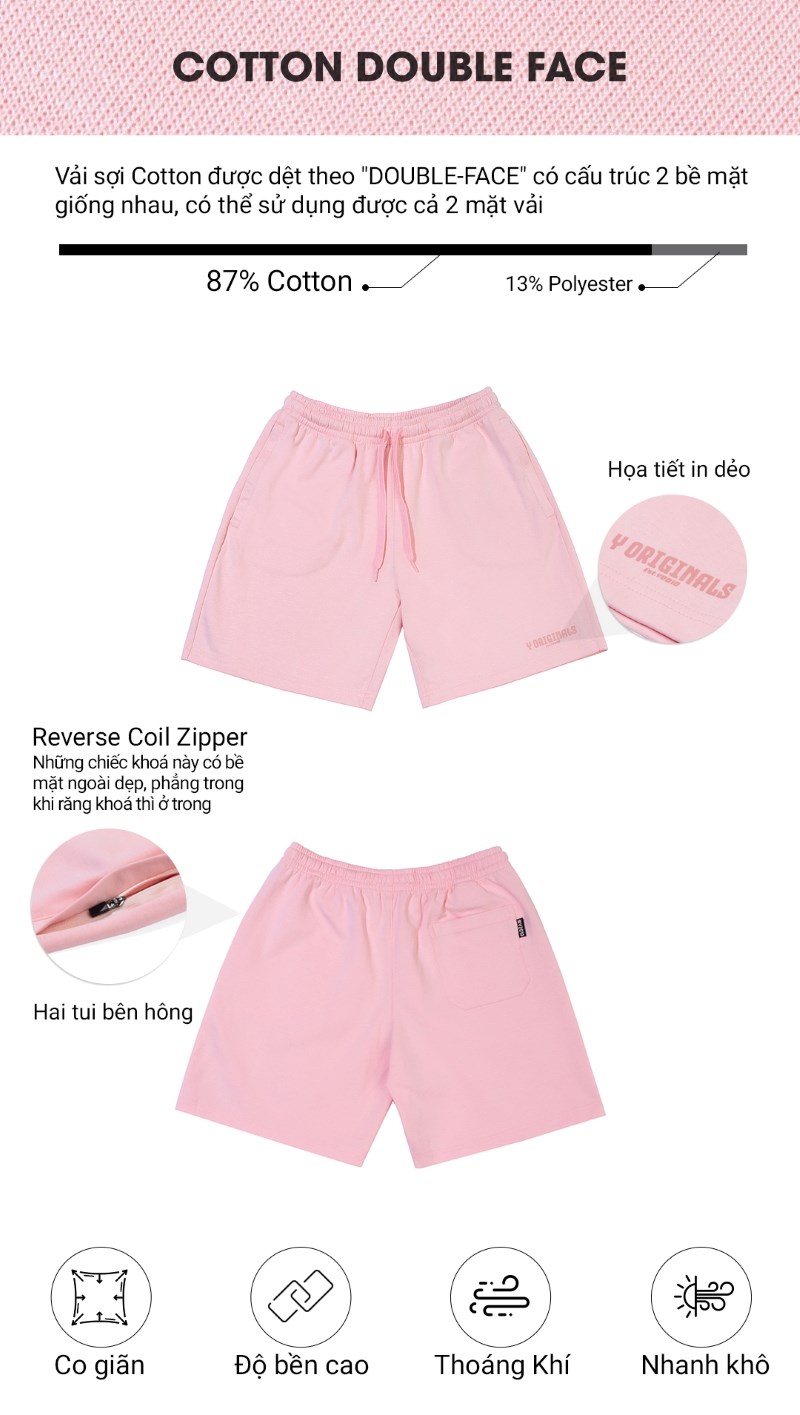 COTTON DOUBLE FACE
Vải sợi Cotton được dệt theo "DOUBLE-FACE" có cấu trúc 2 bề mặt
giống nhau, có thể sử dụng được cả 2 mặt vải
87% Cotton
13% Polyester
Họa tiết in dẻo
Y ORIGINALS
Y ORIGINALS
Reverse Coil Zipper
Những chiếc khoá này có bề
mặt ngoài dẹp, phẳng trong
khi răng khoá thì ở trong
Hai tui bên hông
Co giãn
Độ bền cao
Thoáng Khí
Nhanh khô